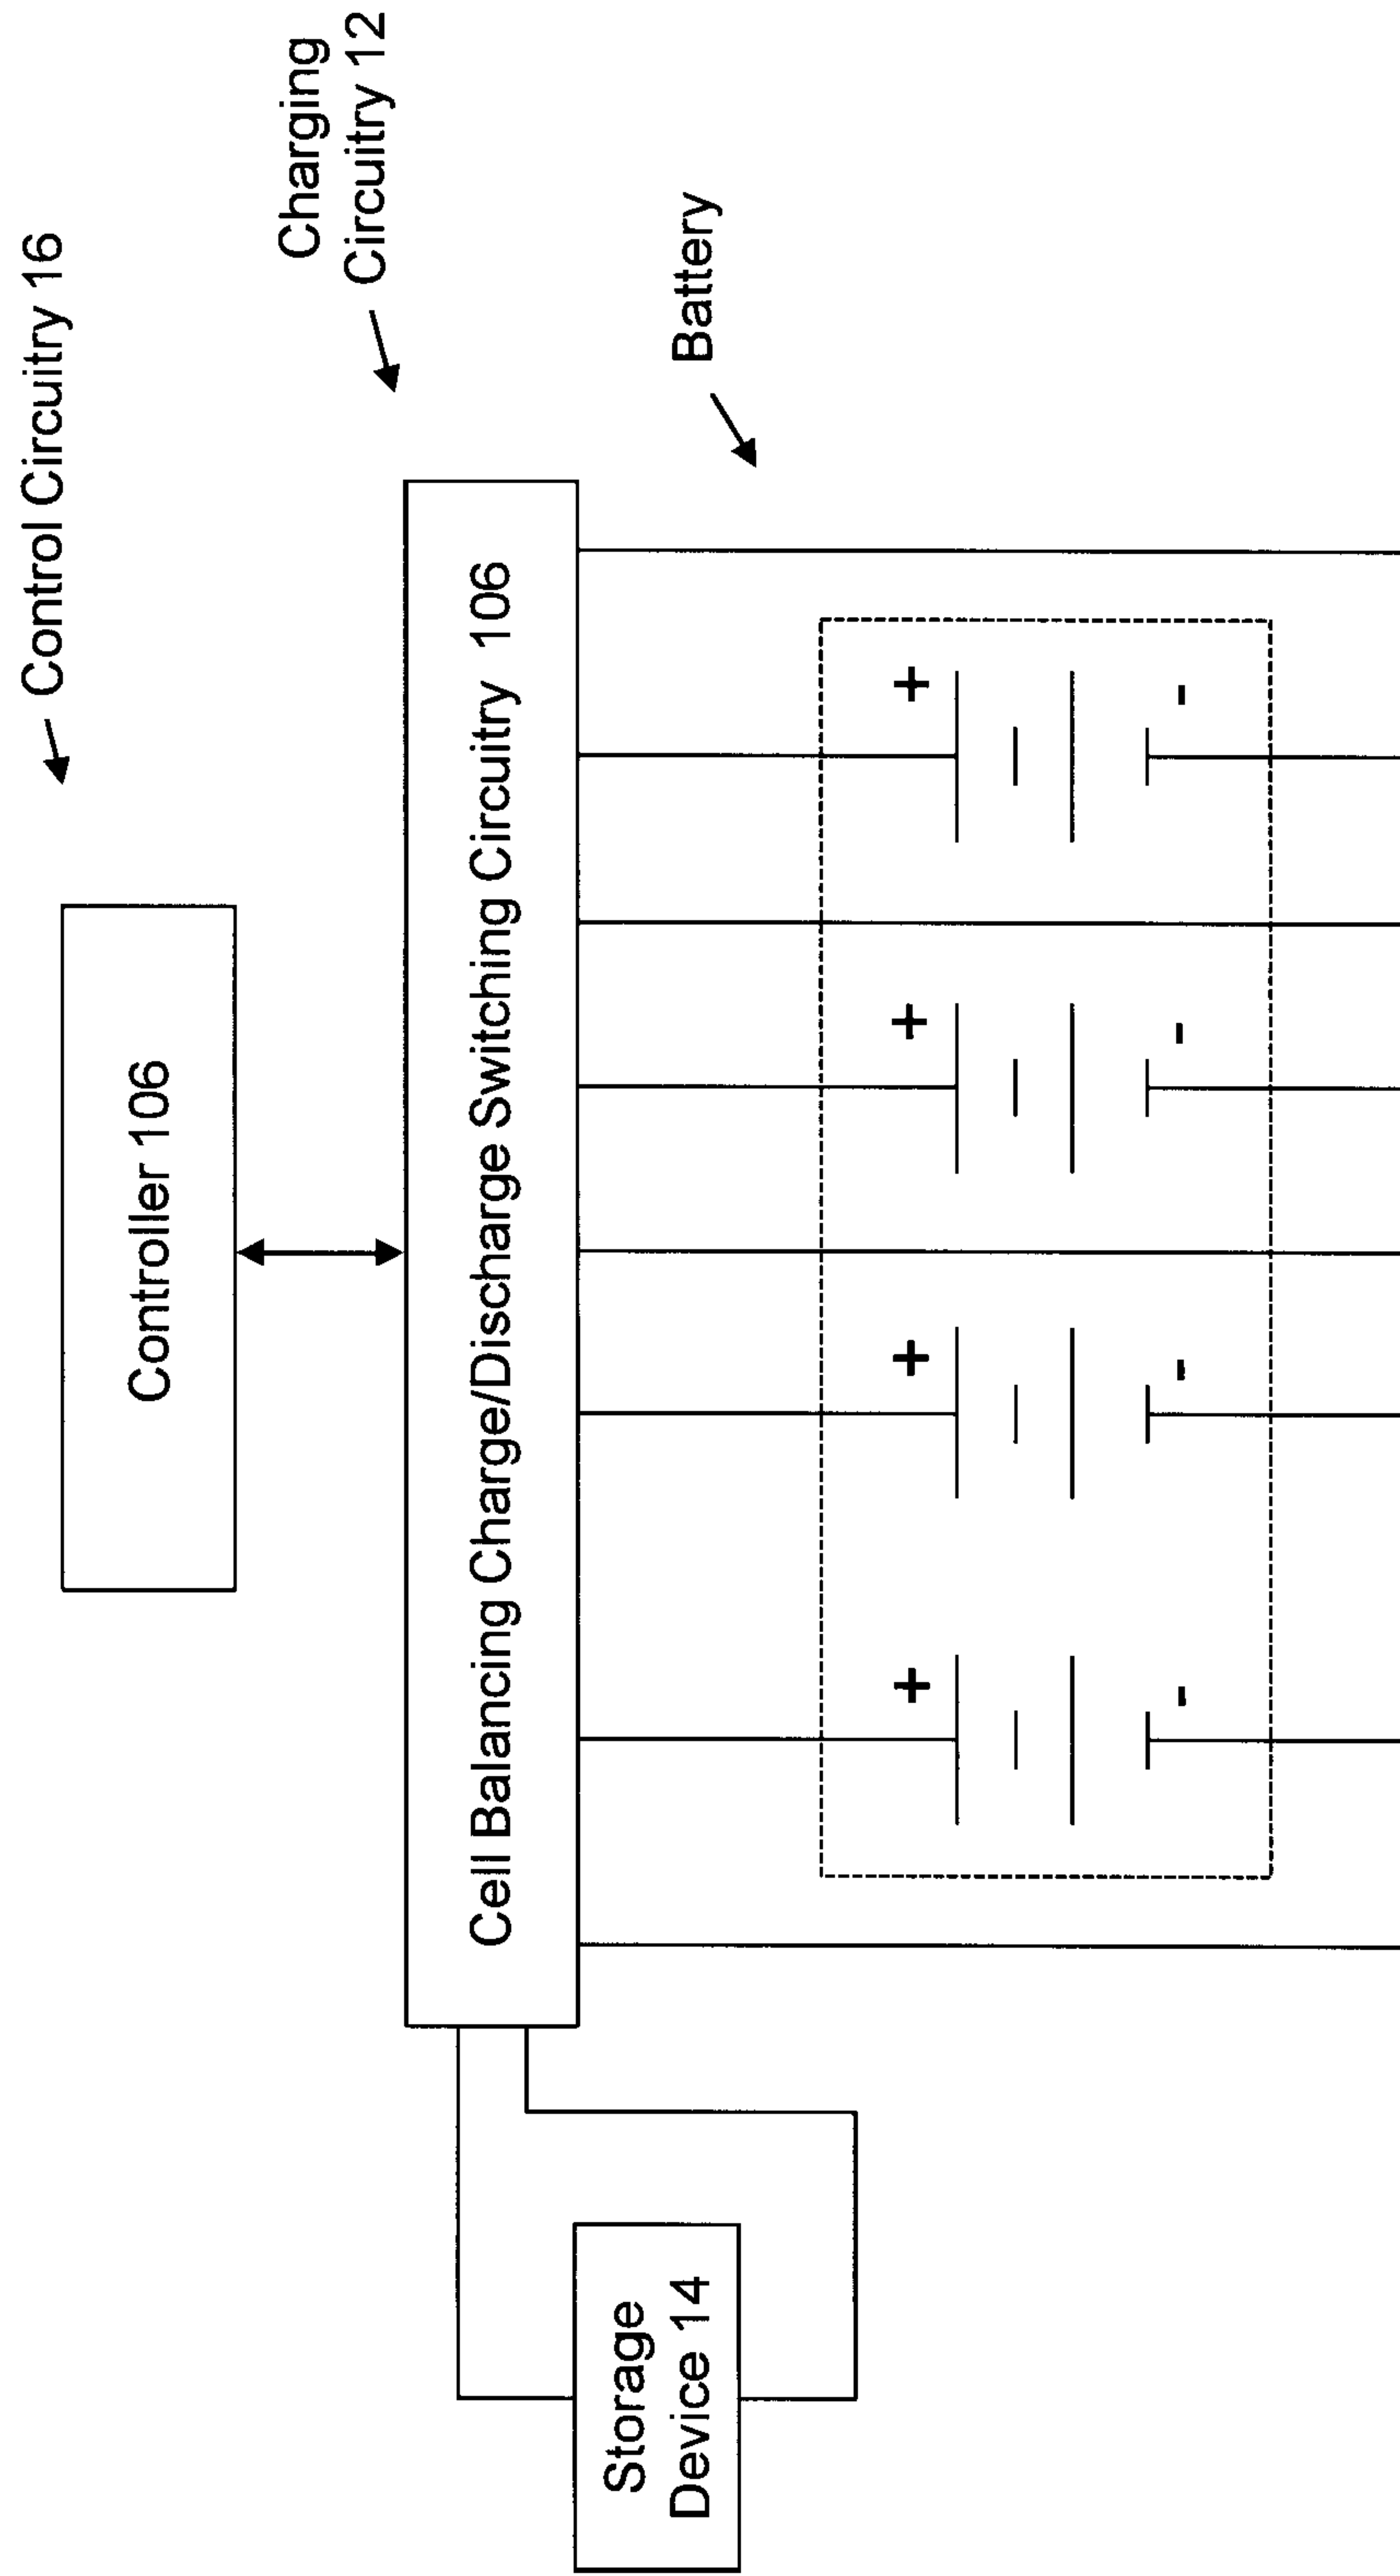 Control Circuitry 16
Controller 106
Charging
Circuitry 12
Cell Balancing Charge/Discharge Switching Circuitry 106
Battery
Storage
Device 14
+
+
+
+
-
-
-
-